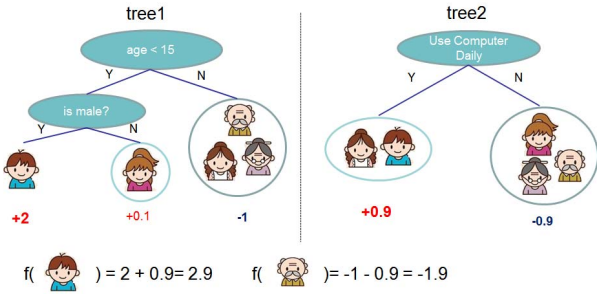 tree1
tree2
age < 15
Use Computer
Daily
Y
N
Y
N
is male?
Y
N
+2
+0.1
-1
+0.9
-0.9
f( ) = 2 + 0.9= 2.9
f( )= -1 - 0.9 = -1.9